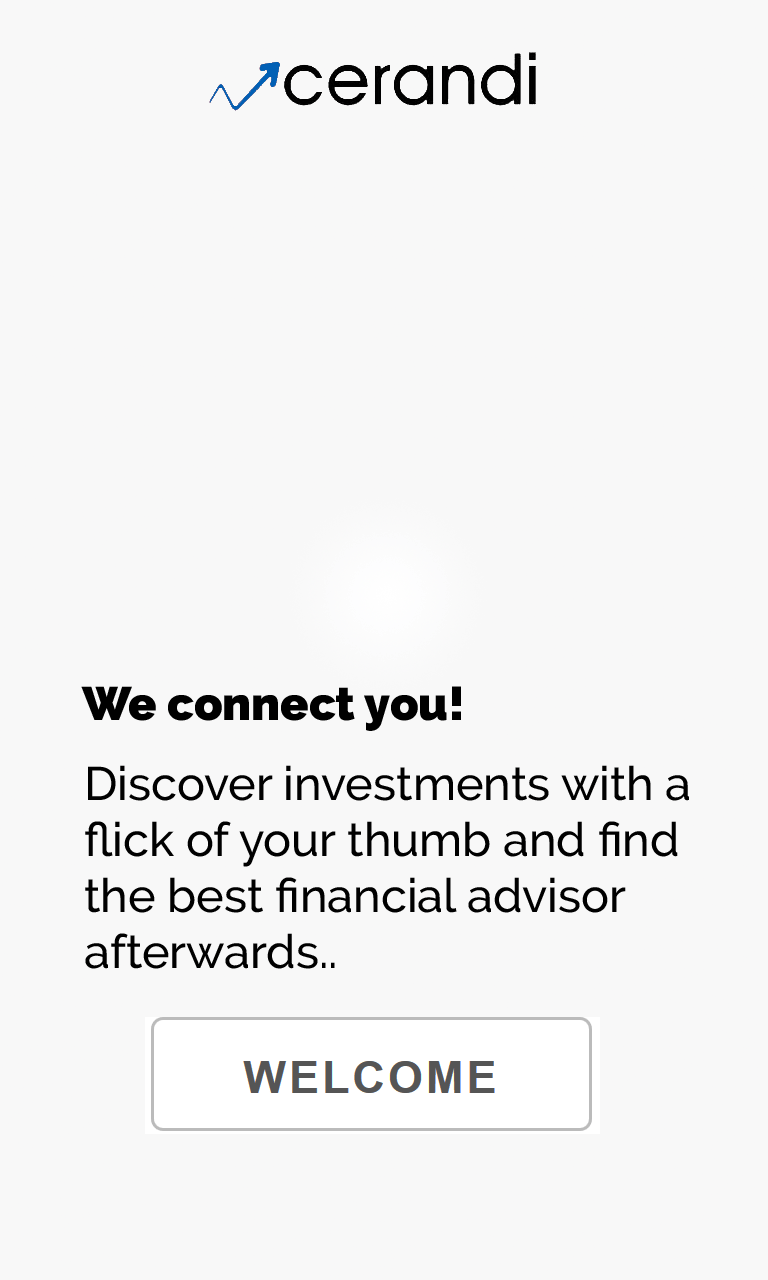 cerandi
We connect you!
Discover investments with a
flick of your thumb and find
the best financial advisor
afterwards..
WELCOME